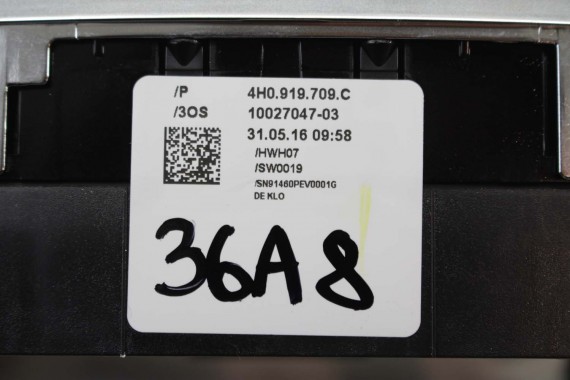 /P 4H0.919.709.C
/3OS 10027047-03
31.05.16 09:58
/HWH07
/SW0019
/SN91460PEV0001G
DE KLO
36A8